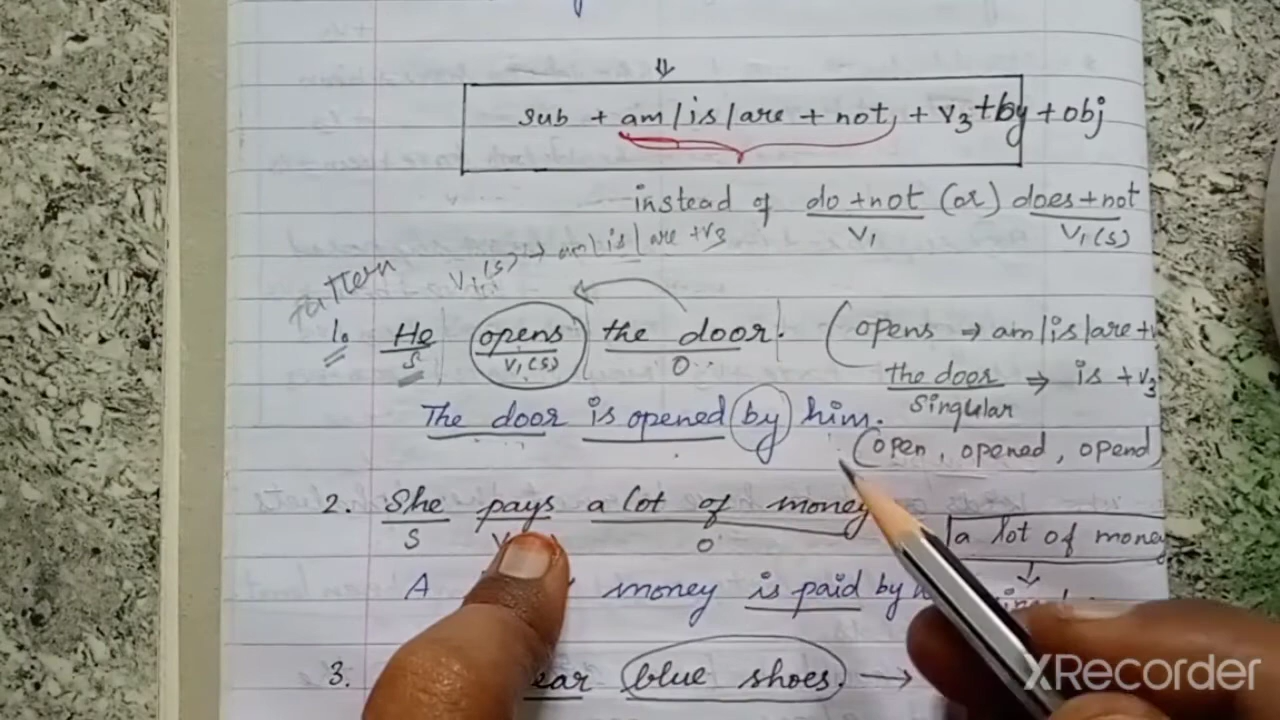 sub + am/is/are + not, + V3 + by + obj
instead of do + not (or) does + not
V1 V1(s)
V1(s) → am/is/are + V3
Pattern
1. He opens the door. (opens ⇒ am/is/are +
S V1(s) O
the door ⇒ is + V3
Singular
The door is opened by him.
(open, opened, opend)
2. She pays a lot of money
S O
a lot of money
A money is paid by
3. blue shoes. →
XRecorder